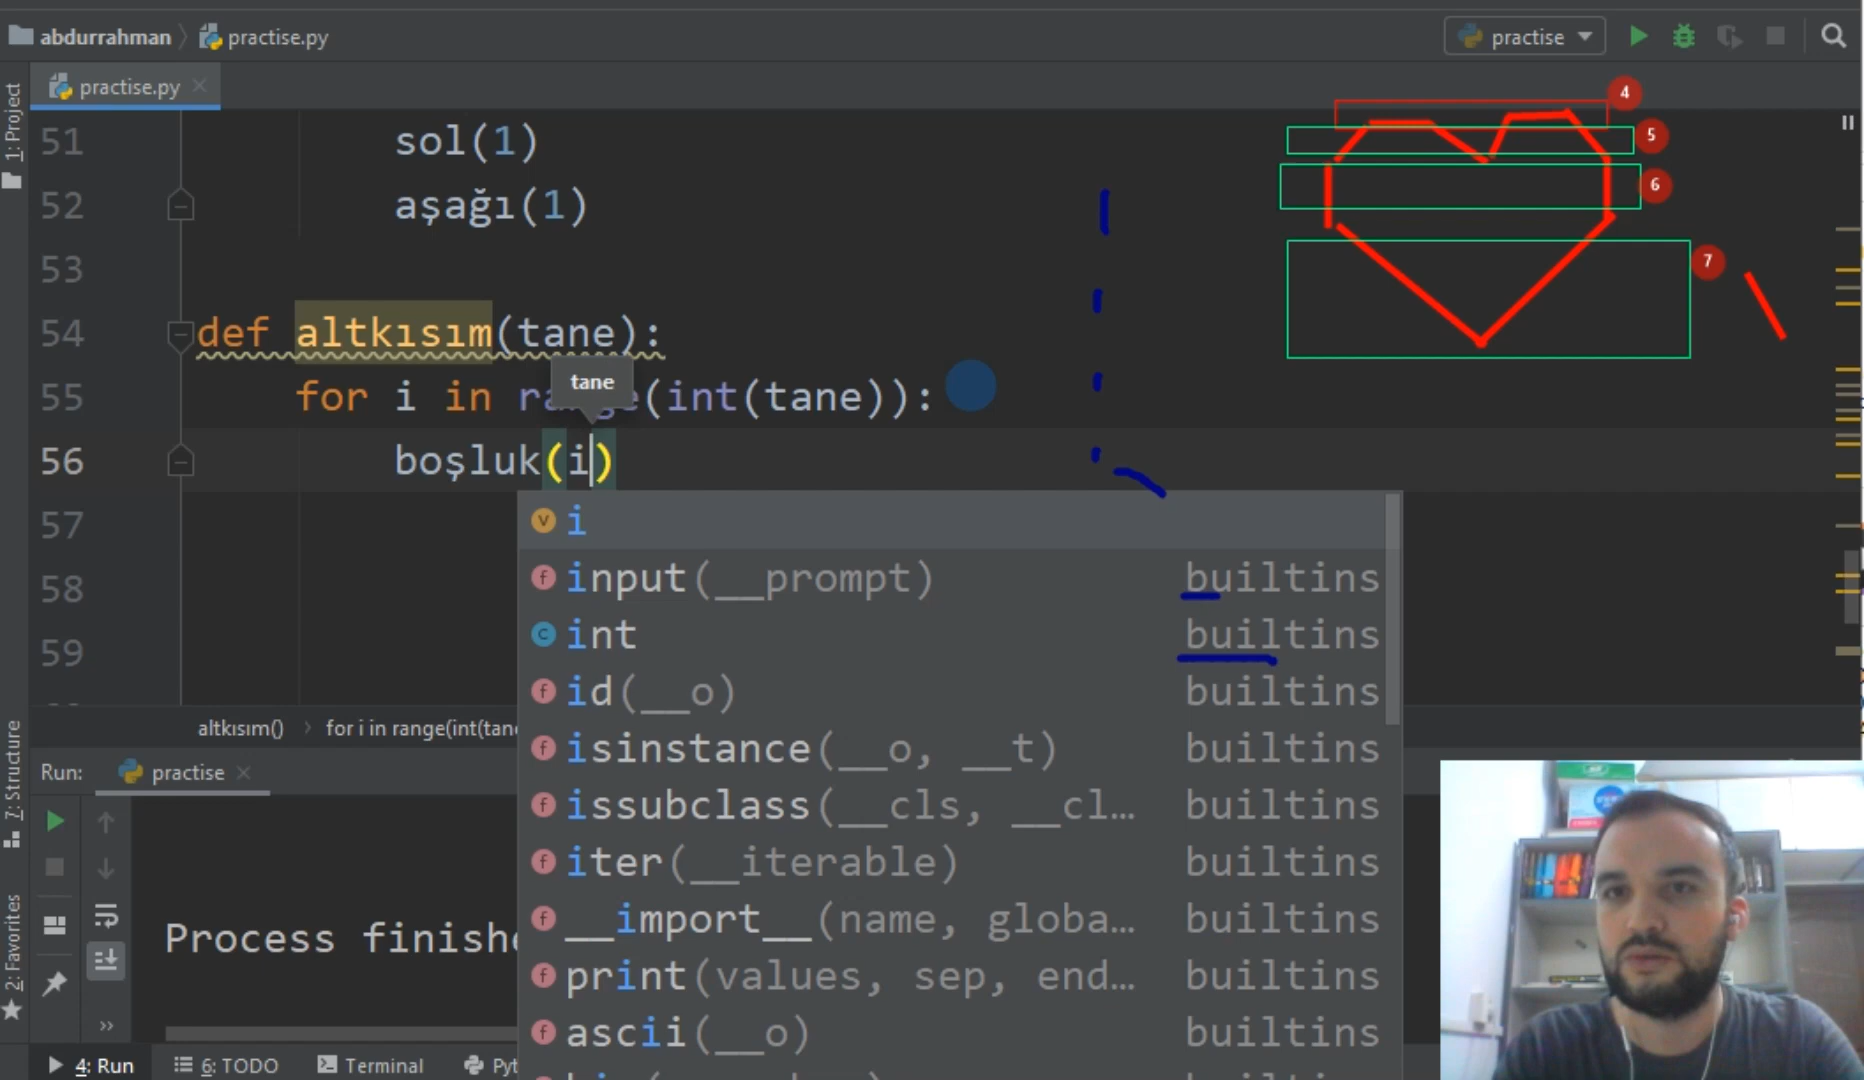 abdurrahman
practise.py
practise
practise.py
1: Project
51 sol(1)
52 aşağı(1)
53
54 def altkısım(tane):
tane
55 for i in range(int(tane)):
56 boşluk(i)
57
58
59
i
input(__prompt) builtins
int builtins
id(__o) builtins
isinstance(__o, __t) builtins
issubclass(__cls, __cl… builtins
iter(__iterable) builtins
__import__(name, globa… builtins
print(values, sep, end… builtins
ascii(__o) builtins
4
5
6
7
altkısım()
for i in range(int(tane
7: Structure
2: Favorites
Run: practise
Process finishe
4: Run
6: TODO
Terminal
Pyt